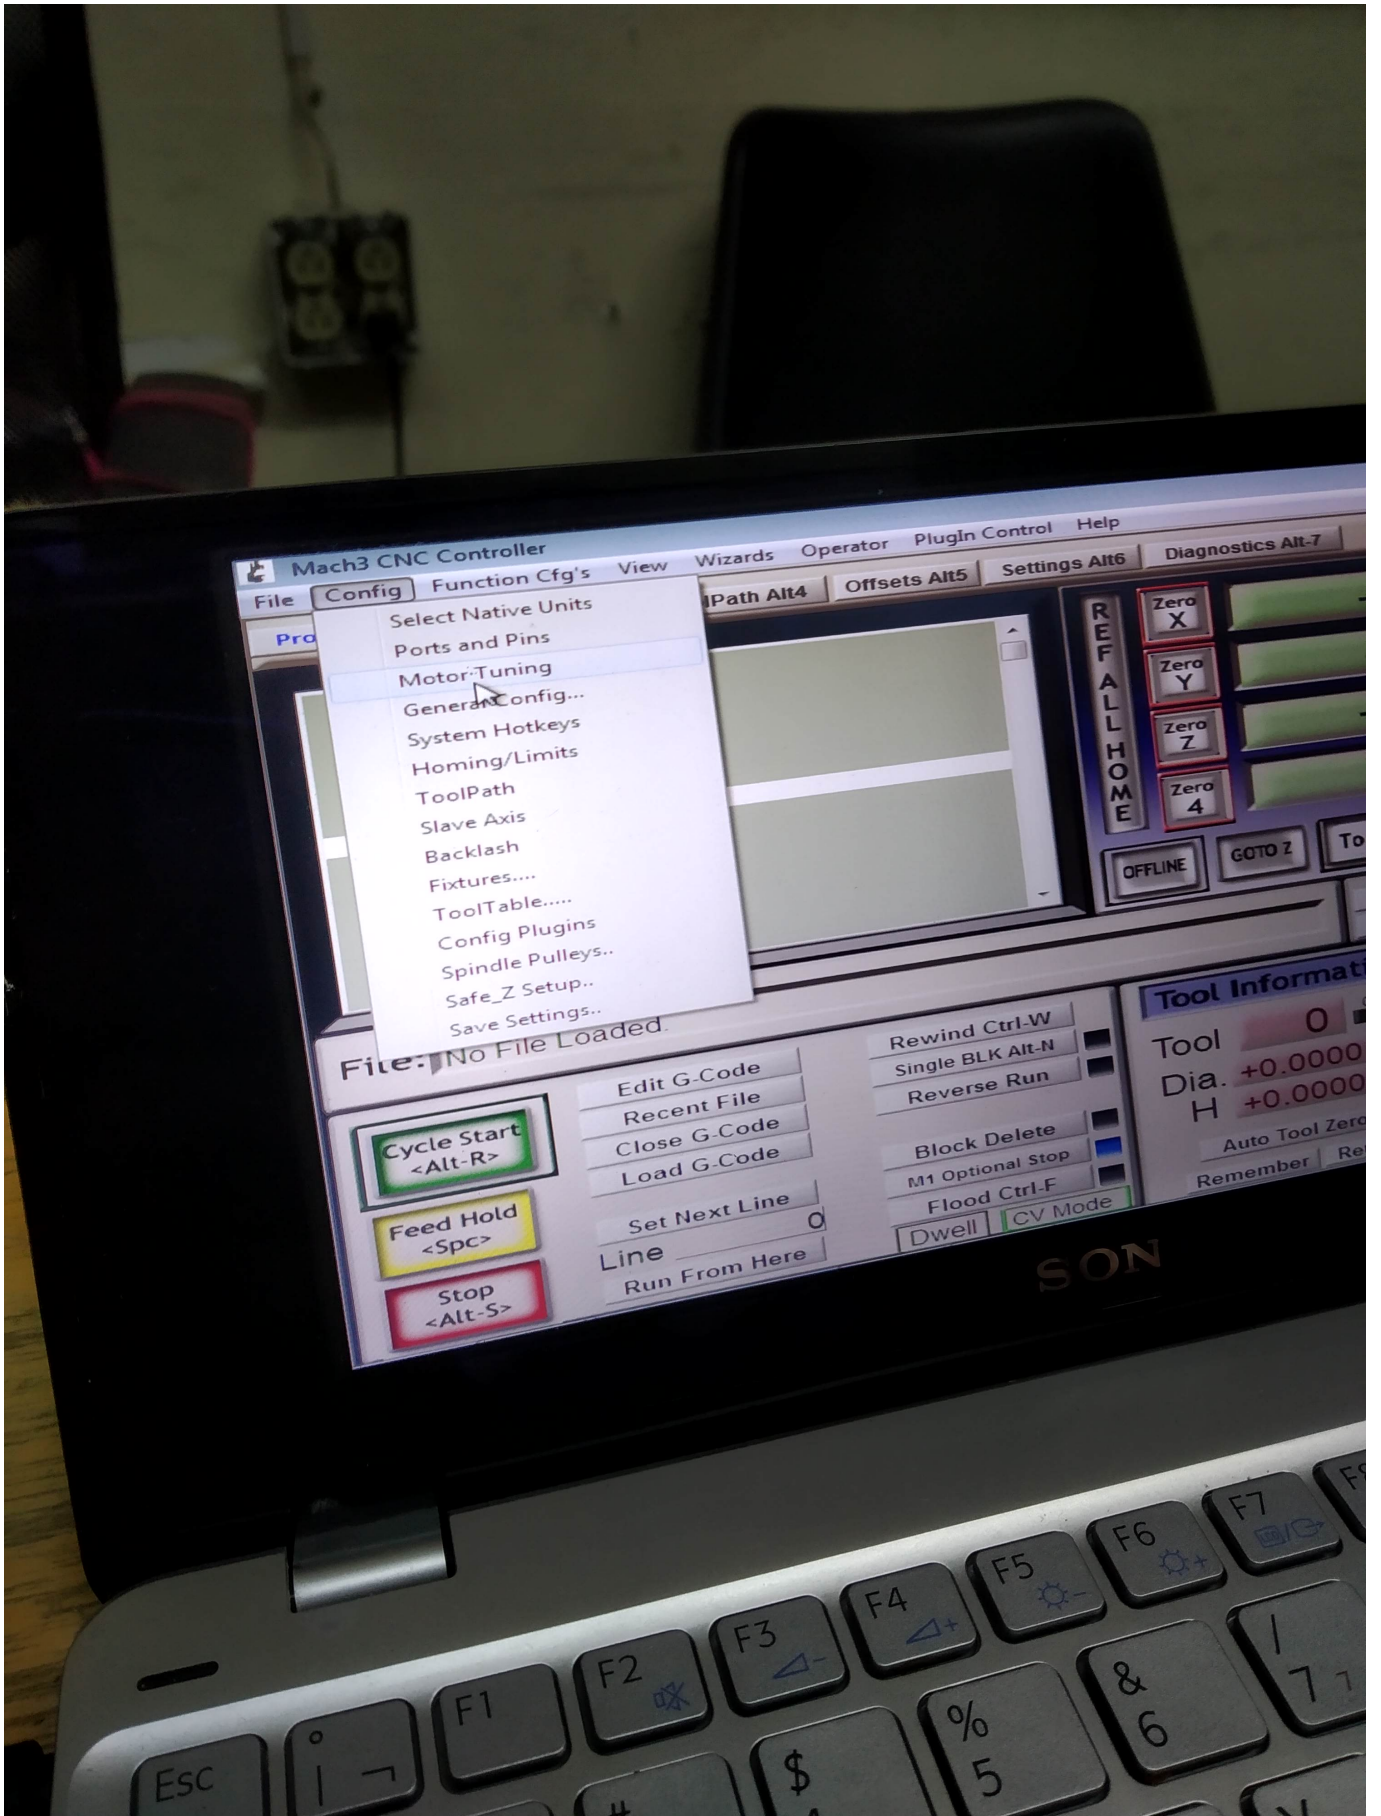 Mach3 CNC Controller
File Config Function Cfg's View Wizards Operator PlugIn Control Help
Pro
lPath Alt4 Offsets Alt5 Settings Alt6 Diagnostics Alt-7
Select Native Units
Ports and Pins
Motor Tuning
General Config...
System Hotkeys
Homing/Limits
ToolPath
Slave Axis
Backlash
Fixtures....
ToolTable.....
Config Plugins
Spindle Pulleys..
Safe_Z Setup..
Save Settings..
REF ALL HOME
Zero X
Zero Y
Zero Z
Zero 4
OFFLINE GOTO Z To
File: No File Loaded.
Cycle Start
<Alt-R>
Feed Hold
<Spc>
Stop
<Alt-S>
Edit G-Code
Recent File
Close G-Code
Load G-Code
Set Next Line
Line 0
Run From Here
Rewind Ctrl-W
Single BLK Alt-N
Reverse Run
Block Delete
M1 Optional Stop
Flood Ctrl-F
Dwell CV Mode
Tool Informati
Tool 0
Dia. +0.0000
H +0.0000
Auto Tool Zero
Remember Re
SON
Esc
° | ¬
F1
F2
F3
F4
F5
F6
F7
F8
#
$
% 5
& 6
/ 7